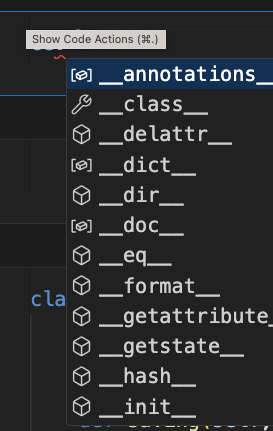 Show Code Actions (⌘.)
__annotations__
__class__
__delattr__
__dict__
__dir__
__doc__
__eq__
__format__
cla
__getattribute_
__getstate__
__hash__
__init__